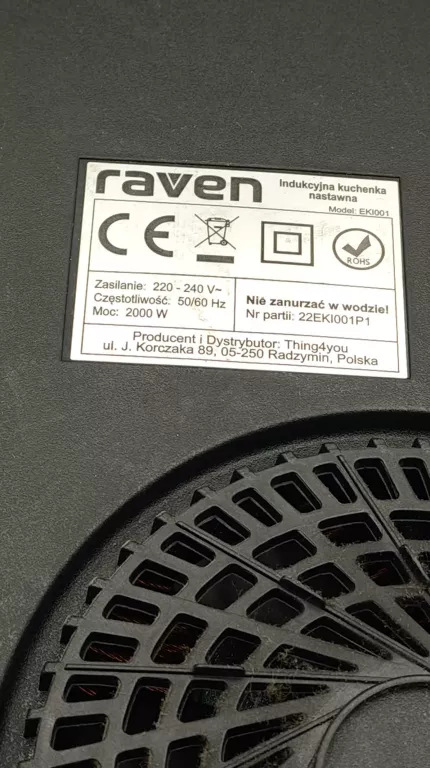 raven
Indukcyjna kuchenka
nastawna
Model: EKI001
CE
ROHS
Zasilanie: 220 - 240 V~
Częstotliwość: 50/60 Hz
Moc: 2000 W
Nie zanurzać w wodzie!
Nr partii: 22EKI001P1
Producent i Dystrybutor: Thing4you
ul. J. Korczaka 89, 05-250 Radzymin, Polska